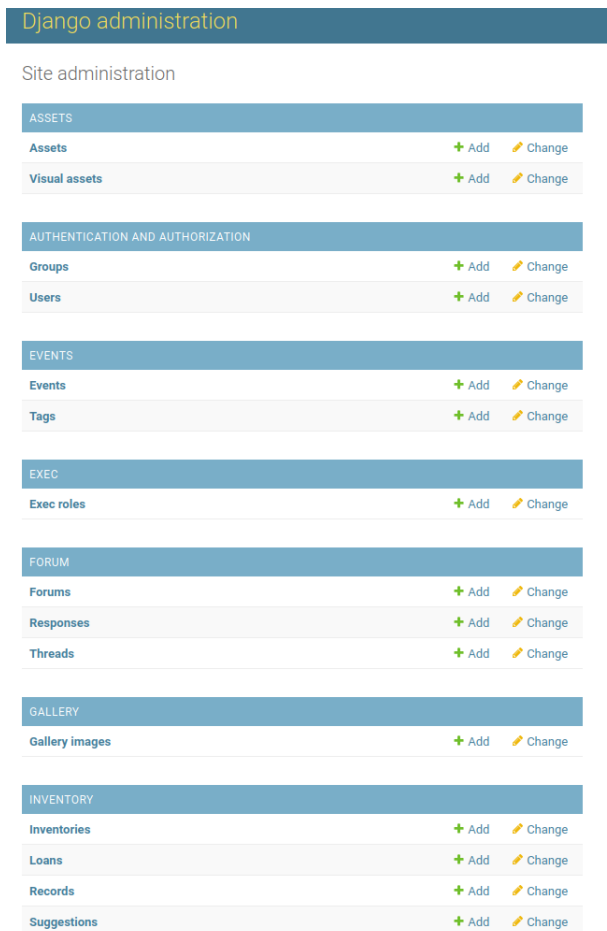 Django administration
Site administration
ASSETS
Assets Add Change
Visual assets Add Change
AUTHENTICATION AND AUTHORIZATION
Groups Add Change
Users Add Change
EVENTS
Events Add Change
Tags Add Change
EXEC
Exec roles Add Change
FORUM
Forums Add Change
Responses Add Change
Threads Add Change
GALLERY
Gallery images Add Change
INVENTORY
Inventories Add Change
Loans Add Change
Records Add Change
Suggestions Add Change